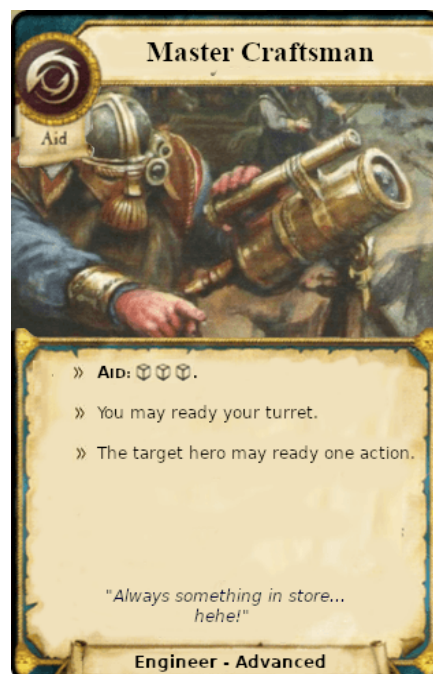 Master Craftsman
Aid
» AID: .
» You may ready your turret.
» The target hero may ready one action.
"Always something in store...
hehe!"
Engineer - Advanced